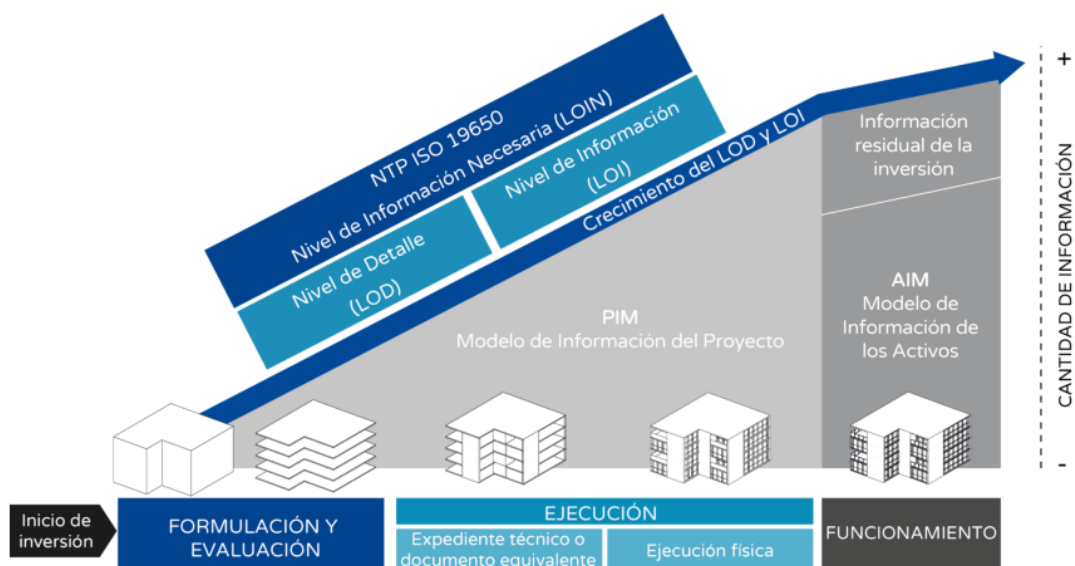 NTP ISO 19650
Nivel de Información Necesaria (LOIN)
Nivel de Detalle
(LOD)
Nivel de Información
(LOI)
Crecimiento del LOD y LOI
Información
residual de la
inversión
PIM
Modelo de Información del Proyecto
AIM
Modelo de
Información de
los Activos
+
CANTIDAD DE INFORMACIÓN
-
Inicio de
inversión
FORMULACIÓN Y
EVALUACIÓN
EJECUCIÓN
Expediente técnico o
documento equivalente
Ejecución física
FUNCIONAMIENTO